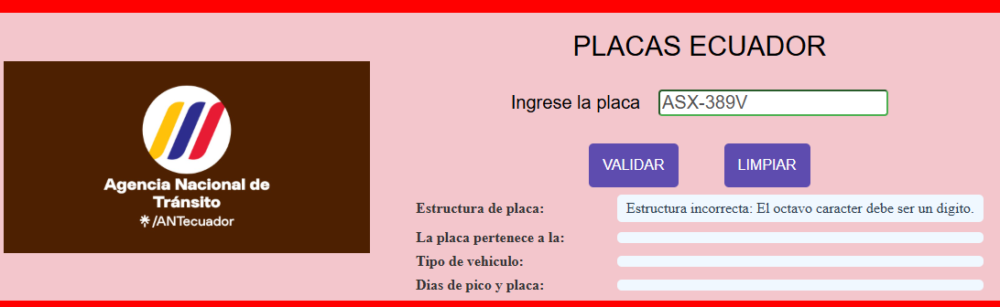 PLACAS ECUADOR
Ingrese la placa ASX-389V
VALIDAR LIMPIAR
Agencia Nacional de
Tránsito
/ANTecuador
Estructura de placa: Estructura incorrecta: El octavo caracter debe ser un digito.
La placa pertenece a la:
Tipo de vehiculo:
Dias de pico y placa: